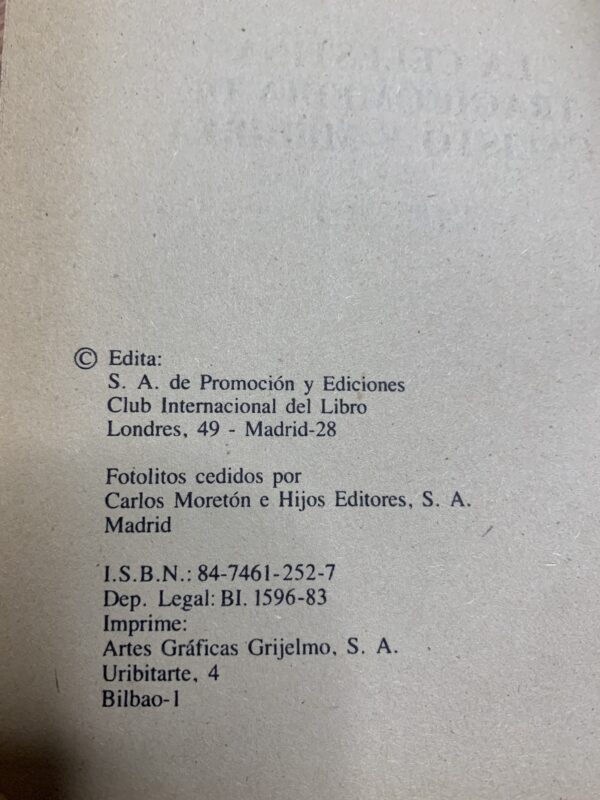 © Edita:
S. A. de Promoción y Ediciones
Club Internacional del Libro
Londres, 49 - Madrid-28
Fotolitos cedidos por
Carlos Moretón e Hijos Editores, S. A.
Madrid
I.S.B.N.: 84-7461-252-7
Dep. Legal: BI. 1596-83
Imprime:
Artes Gráficas Grijelmo, S. A.
Uribitarte, 4
Bilbao-1